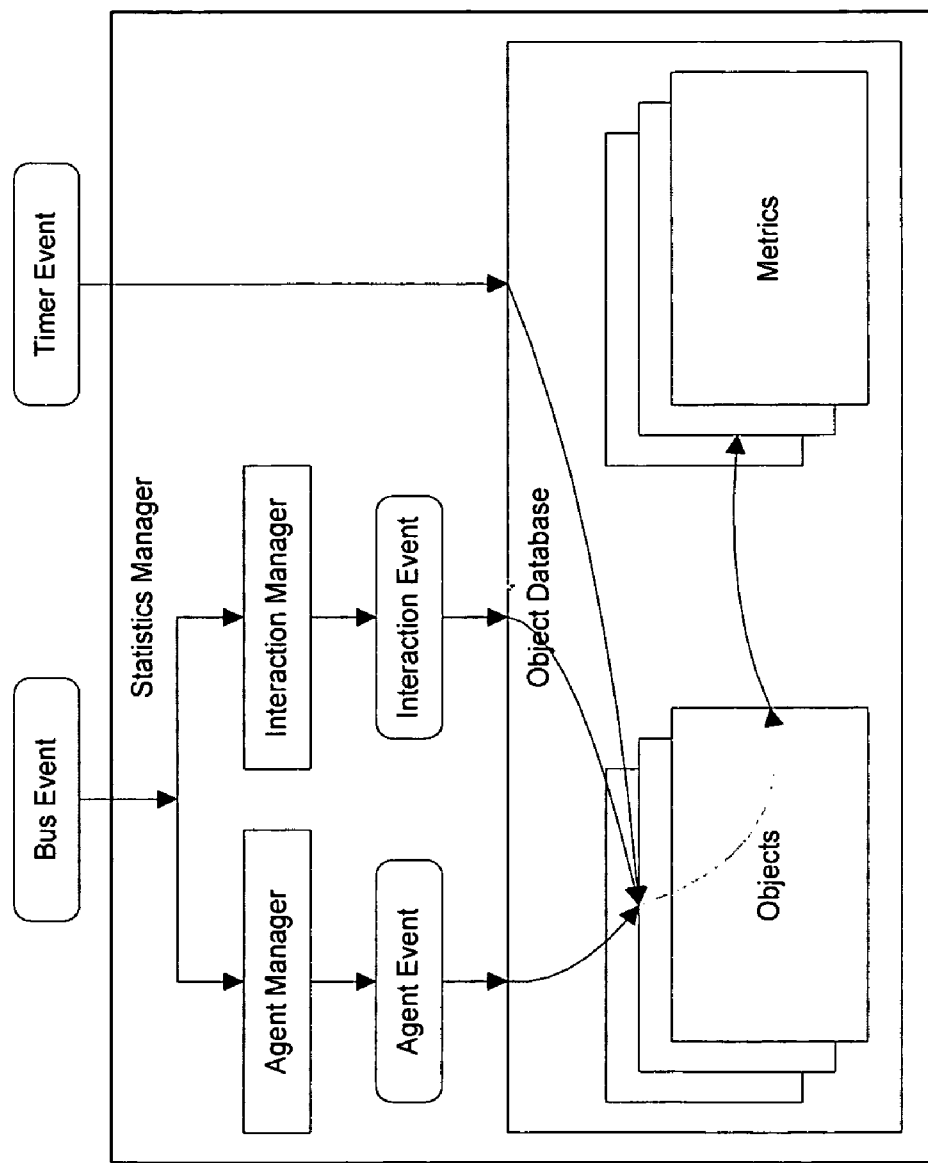 Bus Event
Timer Event
Statistics Manager
Agent Manager
Interaction Manager
Agent Event
Interaction Event
Object Database
Objects
Metrics